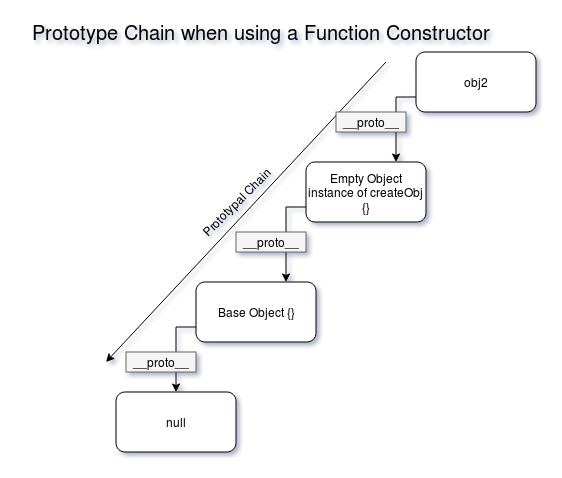 Prototype Chain when using a Function Constructor
obj2
__proto__
Empty Object
instance of createObj
{}
Prototypal Chain
__proto__
Base Object {}
__proto__
null